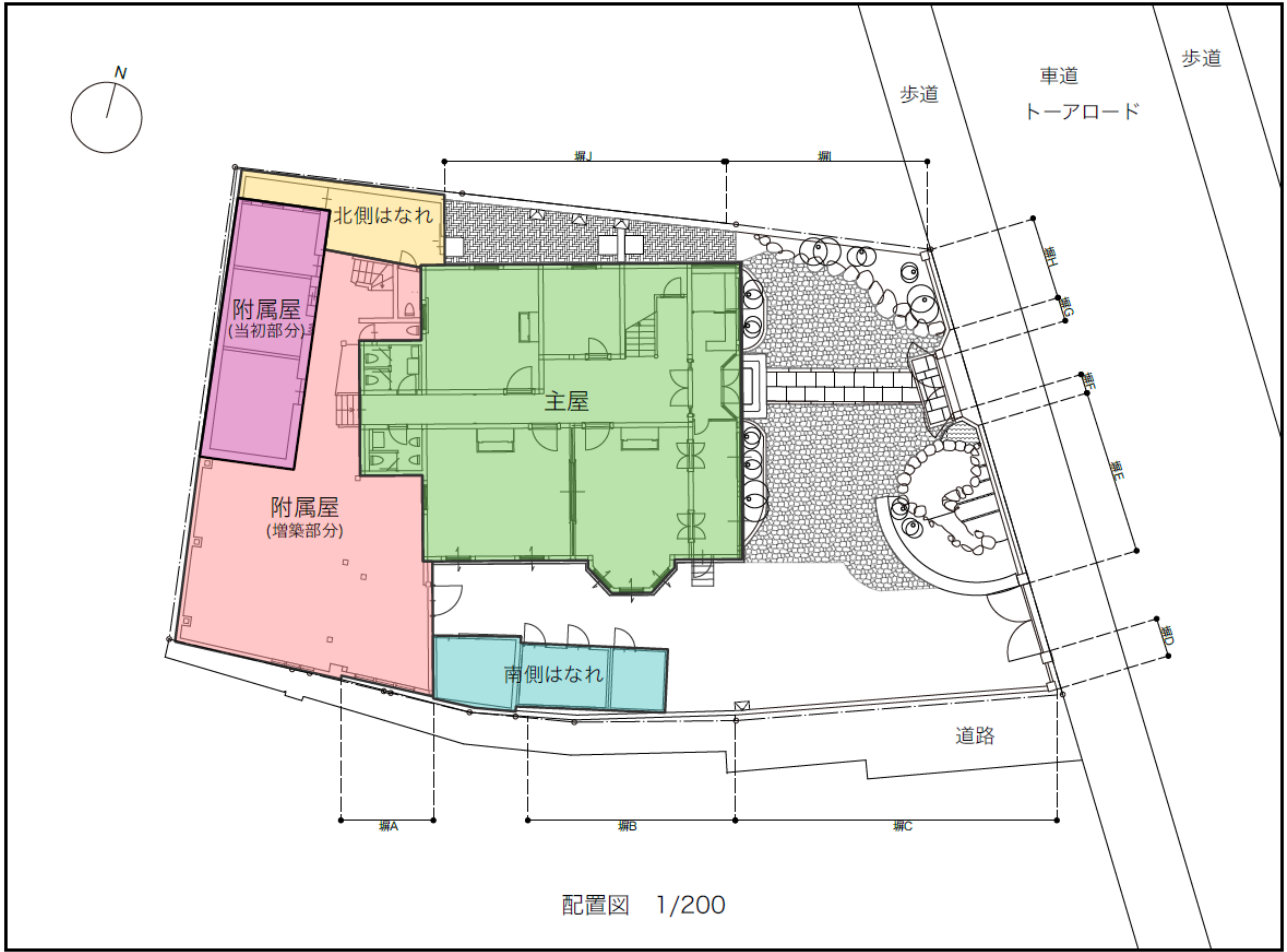 N
歩道
車道
トーアロード
歩道
塀J
塀I
北側はなれ
塀H
塀G
附属屋
(当初部分)
塀F
主屋
塀E
附属屋
(増築部分)
塀D
南側はなれ
道路
塀A
塀B
塀C
配置図 1/200